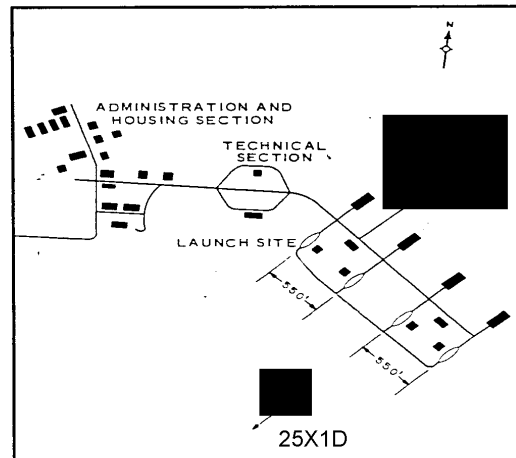 N
ADMINISTRATION AND
HOUSING SECTION
TECHNICAL
SECTION
LAUNCH SITE
550'
550'
25X1D